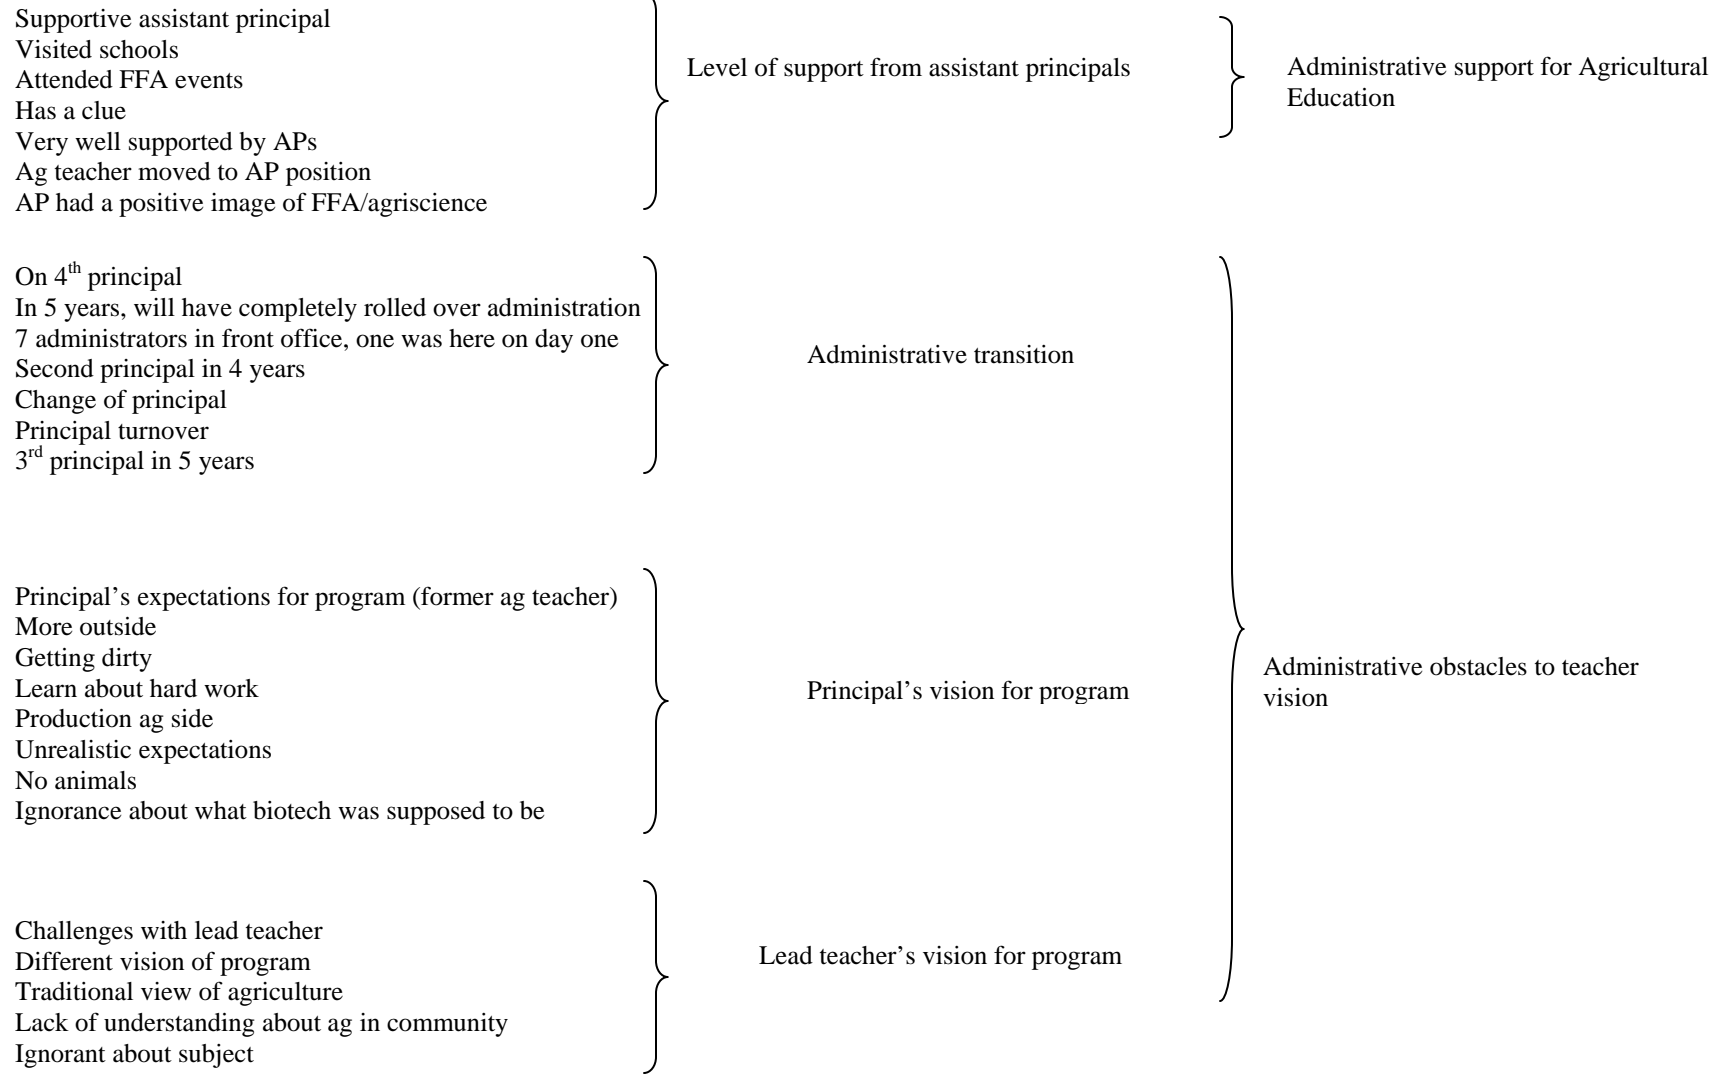 Supportive assistant principal
Visited schools
Attended FFA events
Has a clue
Very well supported by APs
Ag teacher moved to AP position
AP had a positive image of FFA/agriscience
Level of support from assistant principals
Administrative support for Agricultural
Education
On 4th principal
In 5 years, will have completely rolled over administration
7 administrators in front office, one was here on day one
Second principal in 4 years
Change of principal
Principal turnover
3rd principal in 5 years
Administrative transition
Principal’s expectations for program (former ag teacher)
More outside
Getting dirty
Learn about hard work
Production ag side
Unrealistic expectations
No animals
Ignorance about what biotech was supposed to be
Principal’s vision for program
Challenges with lead teacher
Different vision of program
Traditional view of agriculture
Lack of understanding about ag in community
Ignorant about subject
Lead teacher’s vision for program
Administrative obstacles to teacher
vision